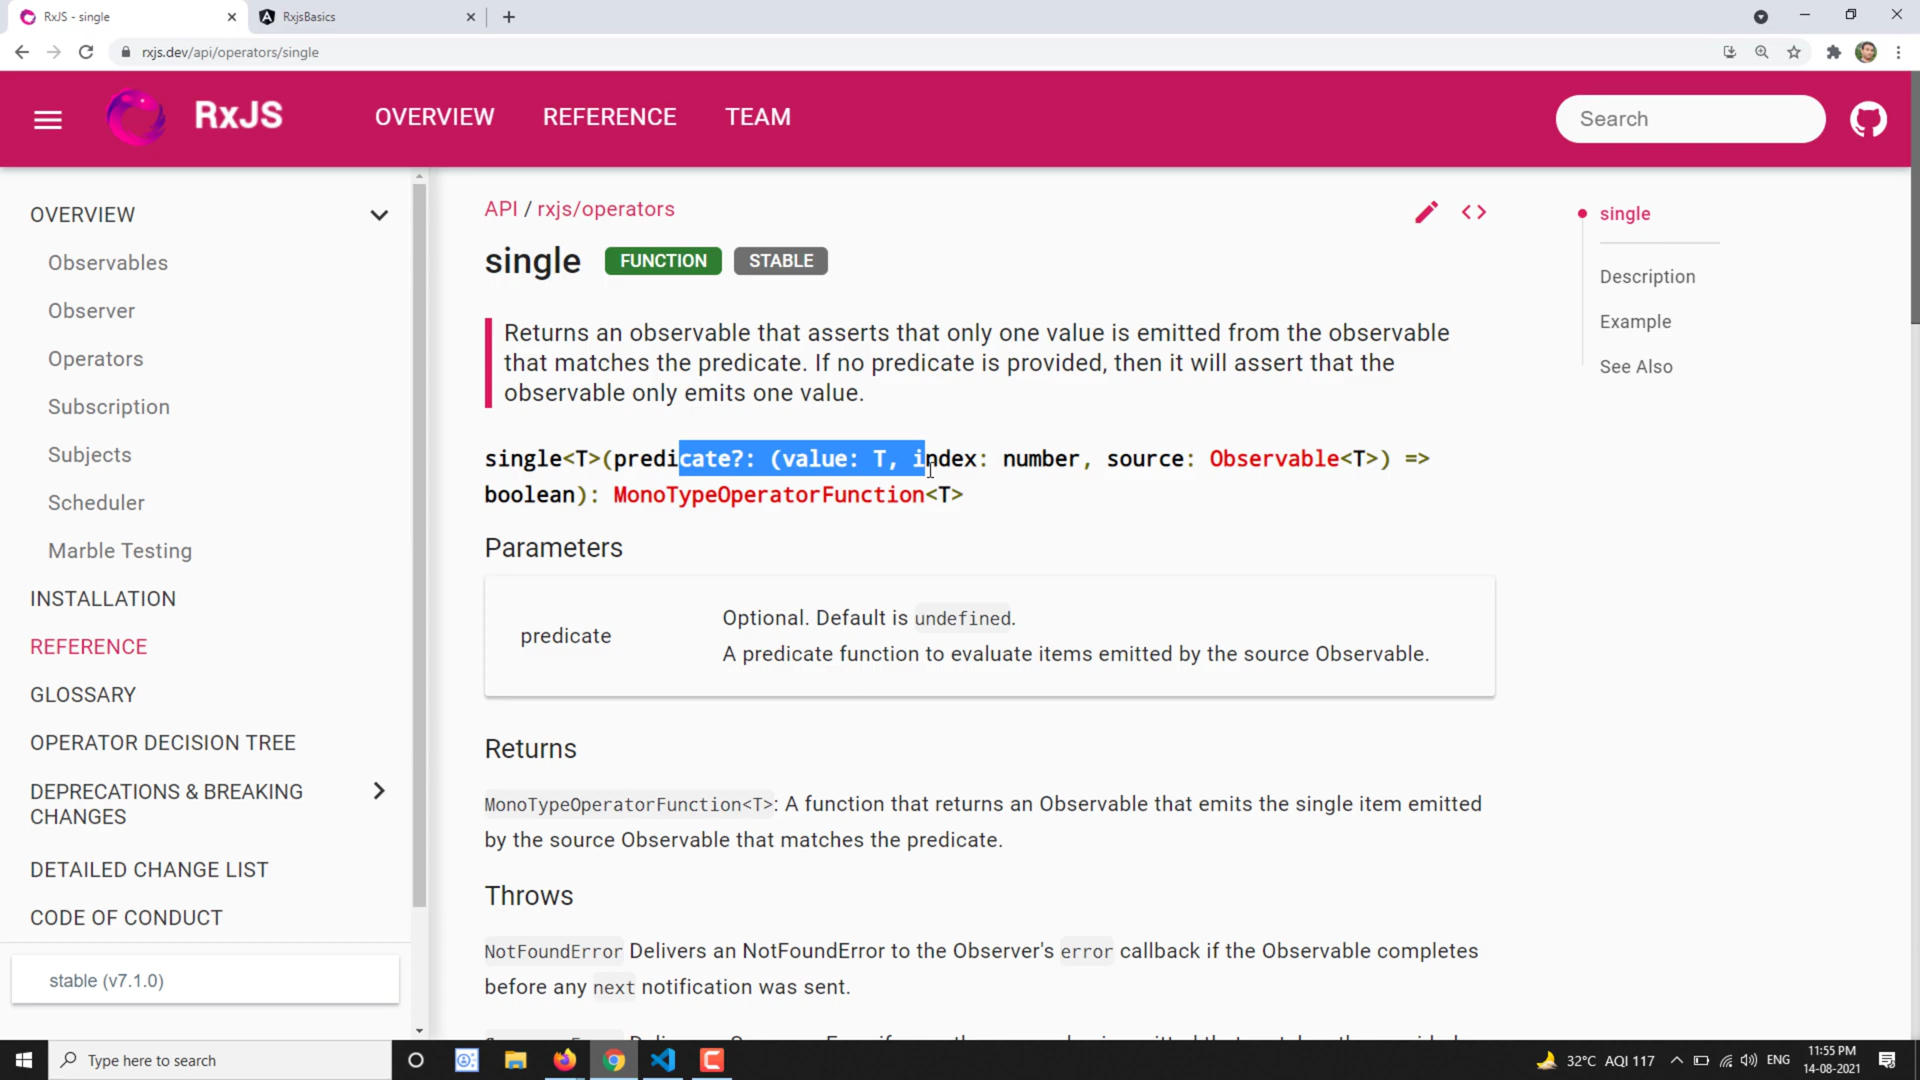 RxJS - single
RxjsBasics
rxjs.dev/api/operators/single
RxJS
OVERVIEW
REFERENCE
TEAM
Search
OVERVIEW
Observables
Observer
Operators
Subscription
Subjects
Scheduler
Marble Testing
INSTALLATION
REFERENCE
GLOSSARY
OPERATOR DECISION TREE
DEPRECATIONS & BREAKING
CHANGES
DETAILED CHANGE LIST
CODE OF CONDUCT
stable (v7.1.0)
API / rxjs/operators
single FUNCTION STABLE
Returns an observable that asserts that only one value is emitted from the observable
that matches the predicate. If no predicate is provided, then it will assert that the
observable only emits one value.
single<T>(predicate?: (value: T, index: number, source: Observable<T>) =>
boolean): MonoTypeOperatorFunction<T>
Parameters
predicate
Optional. Default is undefined.
A predicate function to evaluate items emitted by the source Observable.
Returns
MonoTypeOperatorFunction<T>: A function that returns an Observable that emits the single item emitted
by the source Observable that matches the predicate.
Throws
NotFoundError Delivers an NotFoundError to the Observer's error callback if the Observable completes
before any next notification was sent.
single
Description
Example
See Also
Type here to search
32°C AQI 117
ENG
11:55 PM
14-08-2021